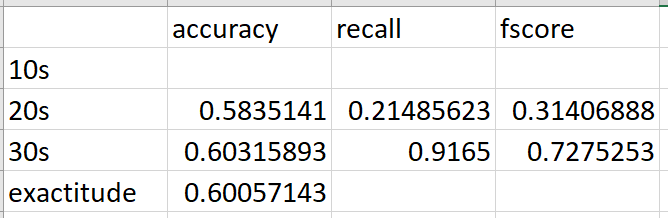 accuracy recall fscore
10s
20s 0.5835141 0.21485623 0.31406888
30s 0.60315893 0.9165 0.7275253
exactitude 0.60057143